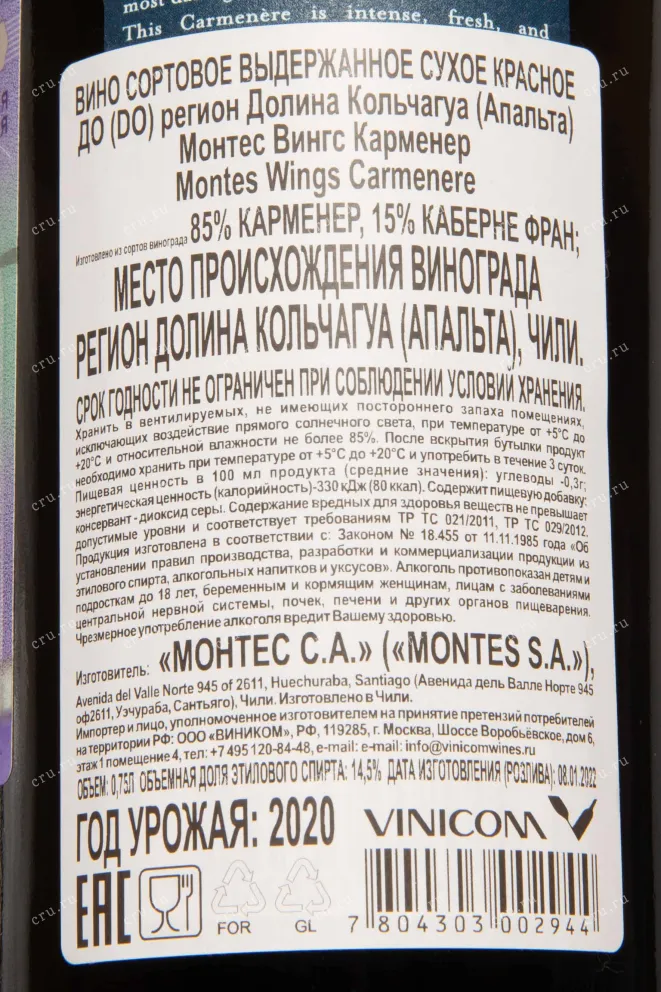 This Carmenère is intense, fresh, and
ВИНО СОРТОВОЕ ВЫДЕРЖАННОЕ СУХОЕ КРАСНОЕ
ДО (DO) регион Долина Кольчагуа (Апальта)
Монтес Вингс Карменер
Montes Wings Carmenere
Изготовлено из сортов винограда 85% КАРМЕНЕР, 15% КАБЕРНЕ ФРАН;
МЕСТО ПРОИСХОЖДЕНИЯ ВИНОГРАДА
РЕГИОН ДОЛИНА КОЛЬЧАГУА (АПАЛЬТА), ЧИЛИ.
СРОК ГОДНОСТИ НЕ ОГРАНИЧЕН ПРИ СОБЛЮДЕНИИ УСЛОВИЙ ХРАНЕНИЯ.
Хранить в вентилируемых, не имеющих постороннего запаха помещениях,
исключающих воздействие прямого солнечного света, при температуре от +5°С до
+20°С и относительной влажности не более 85%. После вскрытия бутылки продукт
необходимо хранить при температуре от +5°С до +20°С и употребить в течение 3 суток.
Пищевая ценность в 100 мл продукта (средние значения): углеводы -0,3г;
энергетическая ценность (калорийность)-330 кДж (80 ккал). Содержит пищевую добавку:
консервант - диоксид серы. Содержание вредных для здоровья веществ не превышает
допустимые уровни и соответствует требованиям ТР ТС 021/2011, ТР ТС 029/2012.
Продукция изготовлена в соответствии с: Законом № 18.455 от 11.11.1985 года «Об
установлении правил производства, разработки и коммерциализации продукции из
этилового спирта, алкогольных напитков и уксусов». Алкоголь противопоказан детям и
подросткам до 18 лет, беременным и кормящим женщинам, лицам с заболеваниями
центральной нервной системы, почек, печени и других органов пищеварения.
Чрезмерное употребление алкоголя вредит Вашему здоровью.
Изготовитель: «МОНТЕС С.А.» («MONTES S.A.»),
Avenida del Valle Norte 945 of 2611, Huechuraba, Santiago (Авенида дель Валле Норте 945
оф2611, Уэчураба, Сантьяго), Чили. Изготовлено в Чили.
Импортер и лицо, уполномоченное изготовителем на принятие претензий потребителей
на территории РФ: ООО «ВИНИКОМ», РФ, 119285, г. Москва, Шоссе Воробьёвское, дом 6,
этаж 1 помещение 4, тел: +7 495 120-84-48, e-mail: e-mail: info@vinicomwines.ru
ОБЪЕМ: 0,75Л ОБЪЕМНАЯ ДОЛЯ ЭТИЛОВОГО СПИРТА: 14,5% ДАТА ИЗГОТОВЛЕНИЯ (РОЗЛИВА): 08.01.2022
ГОД УРОЖАЯ: 2020 VINICOM
EAC FOR GL 7 804303 002944